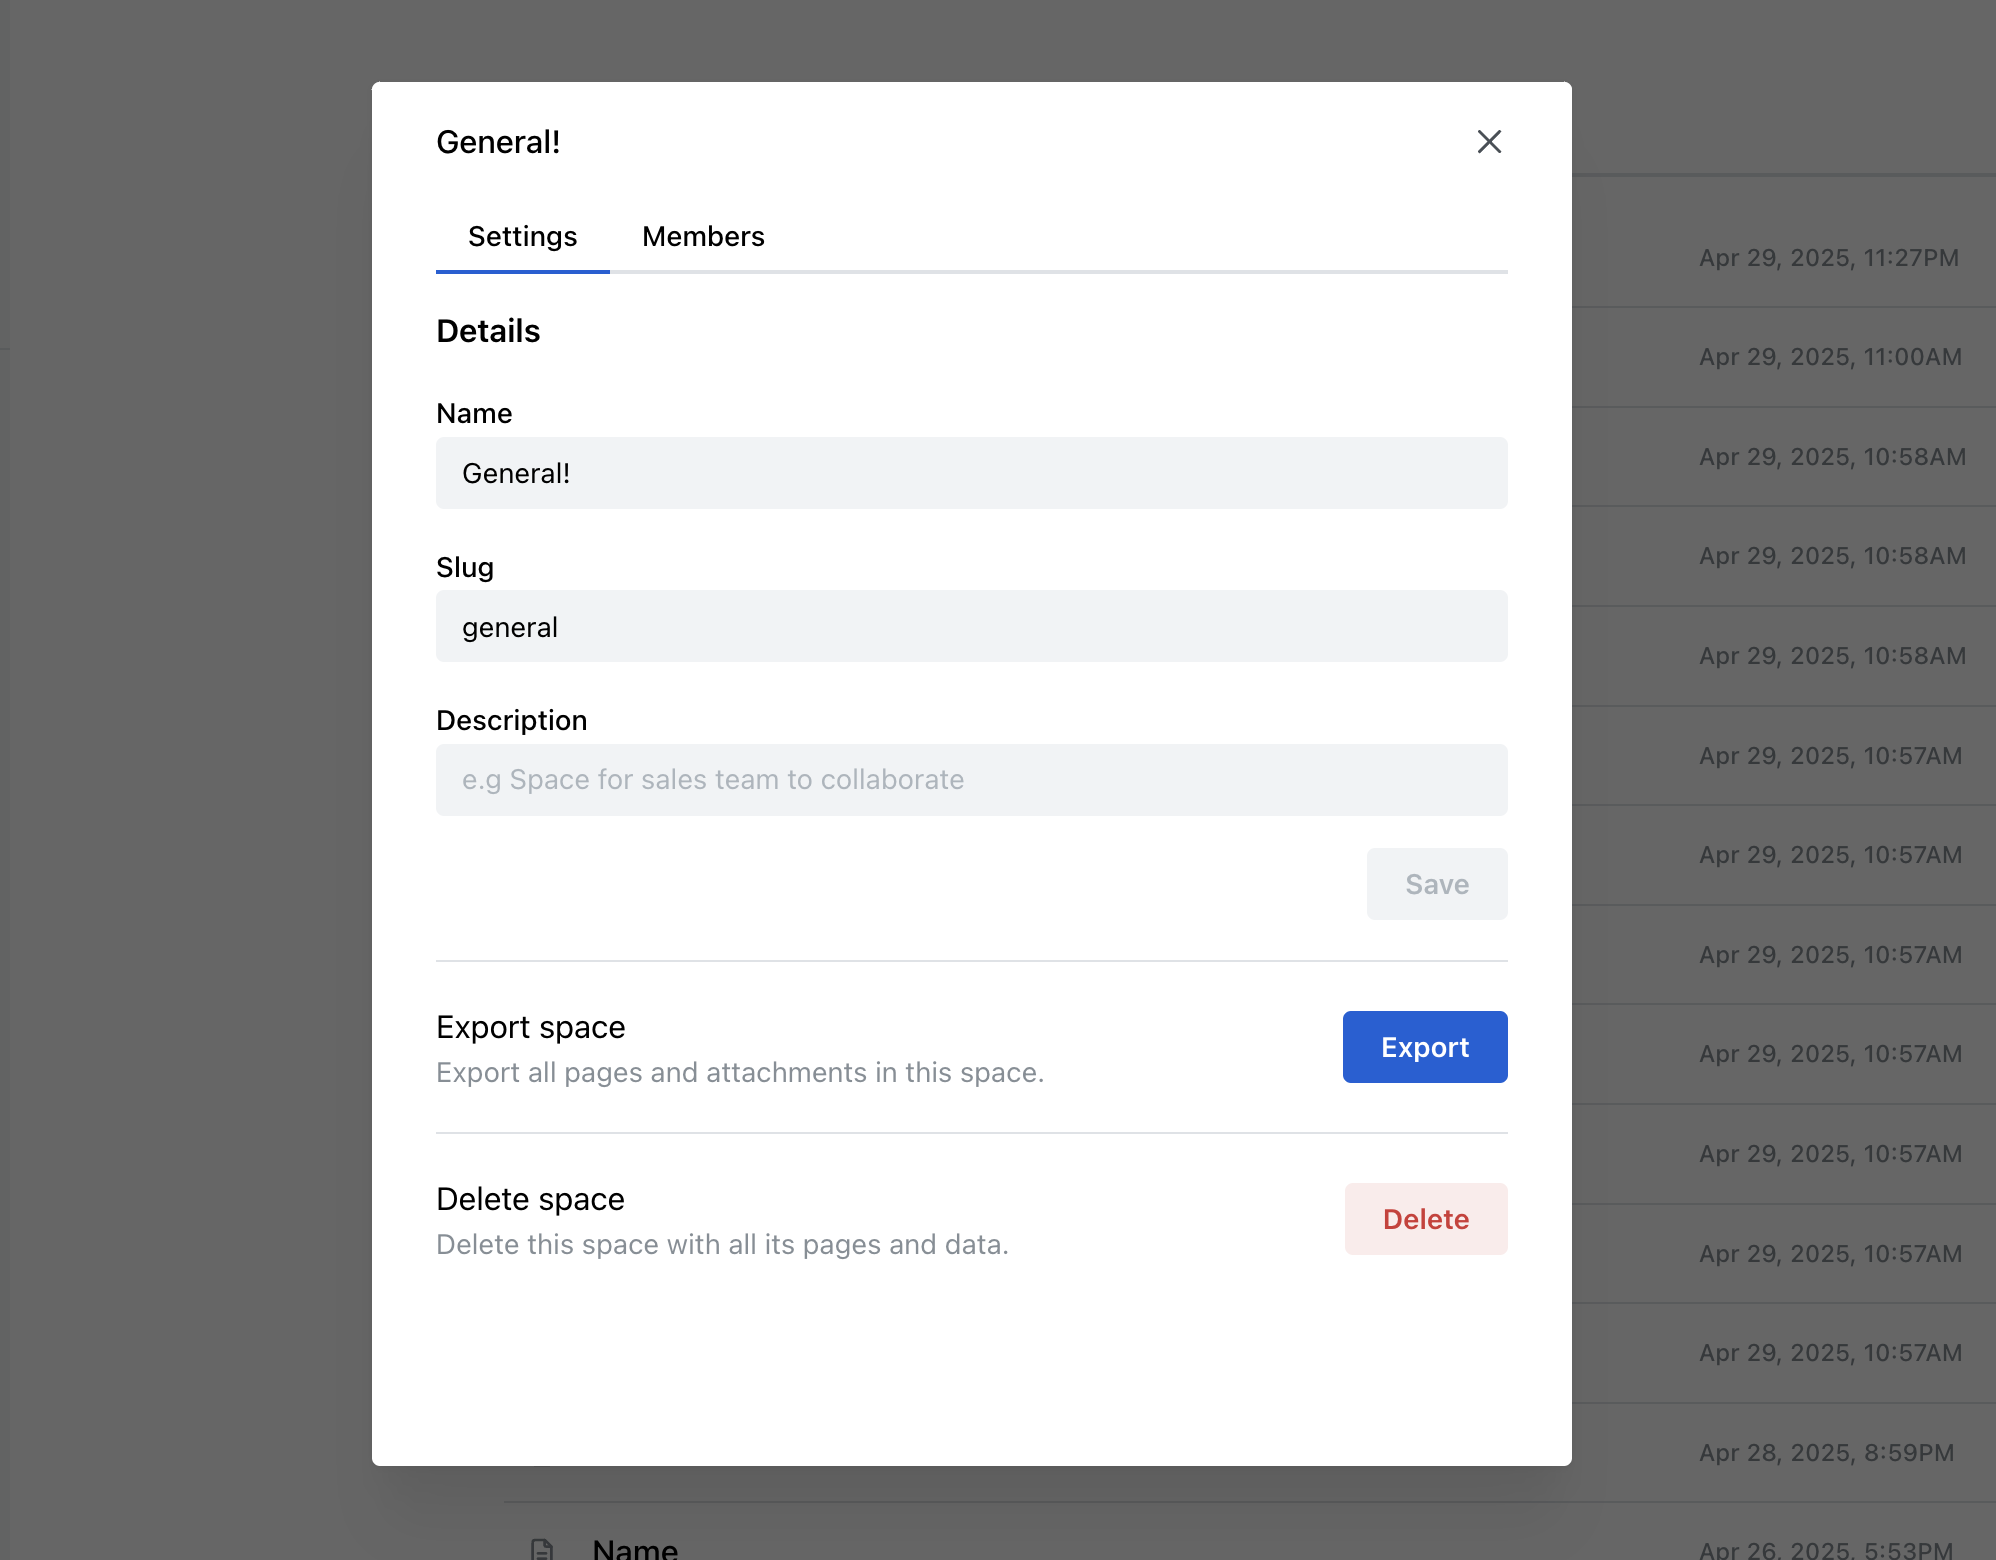 General!
Settings
Members
Details
Name
General!
Slug
general
Description
e.g Space for sales team to collaborate
Save
Export space
Export all pages and attachments in this space.
Export
Delete space
Delete this space with all its pages and data.
Delete
Apr 29, 2025, 11:27PM
Apr 29, 2025, 11:00AM
Apr 29, 2025, 10:58AM
Apr 29, 2025, 10:58AM
Apr 29, 2025, 10:58AM
Apr 29, 2025, 10:57AM
Apr 29, 2025, 10:57AM
Apr 29, 2025, 10:57AM
Apr 29, 2025, 10:57AM
Apr 29, 2025, 10:57AM
Apr 29, 2025, 10:57AM
Apr 29, 2025, 10:57AM
Apr 28, 2025, 8:59PM
Name
Apr 26, 2025, 5:53PM